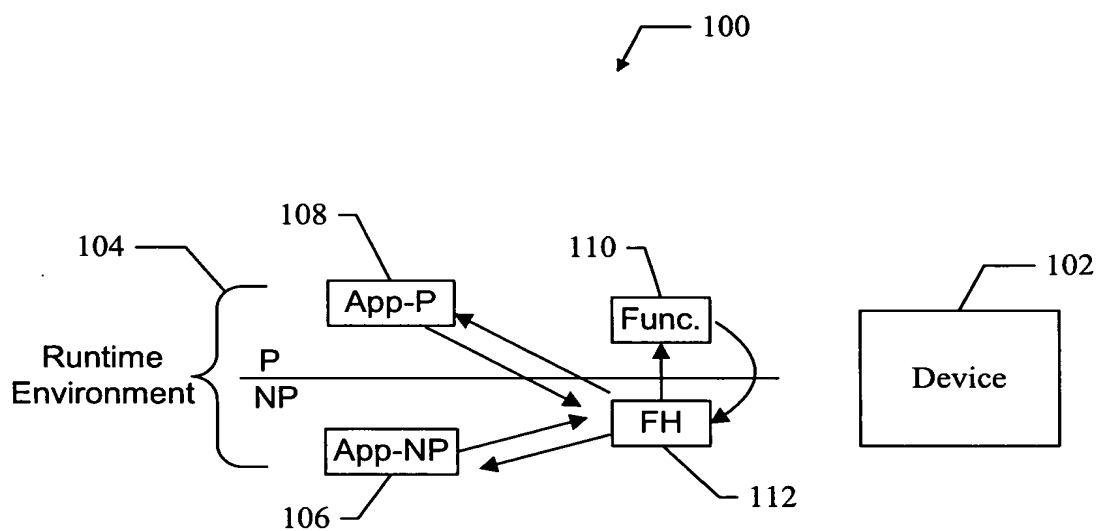 100
108
104
110
102
App-P
Func.
Runtime
Environment
P
NP
Device
FH
App-NP
106
112